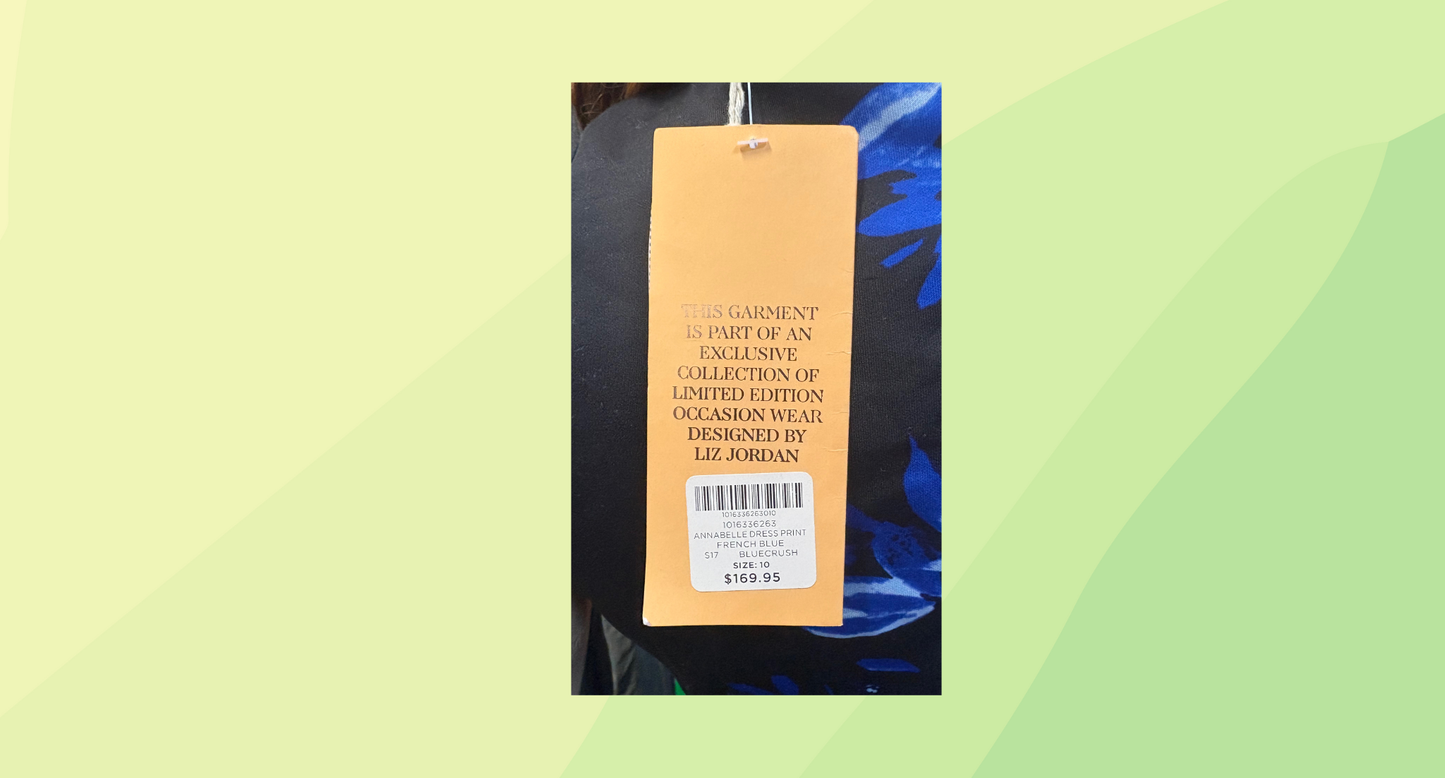 THIS GARMENT
IS PART OF AN
EXCLUSIVE
COLLECTION OF
LIMITED EDITION
OCCASION WEAR
DESIGNED BY
LIZ JORDAN
1016336263010
1016336263
ANNABELLE DRESS PRINT
FRENCH BLUE
S17 BLUECRUSH
SIZE: 10
$169.95